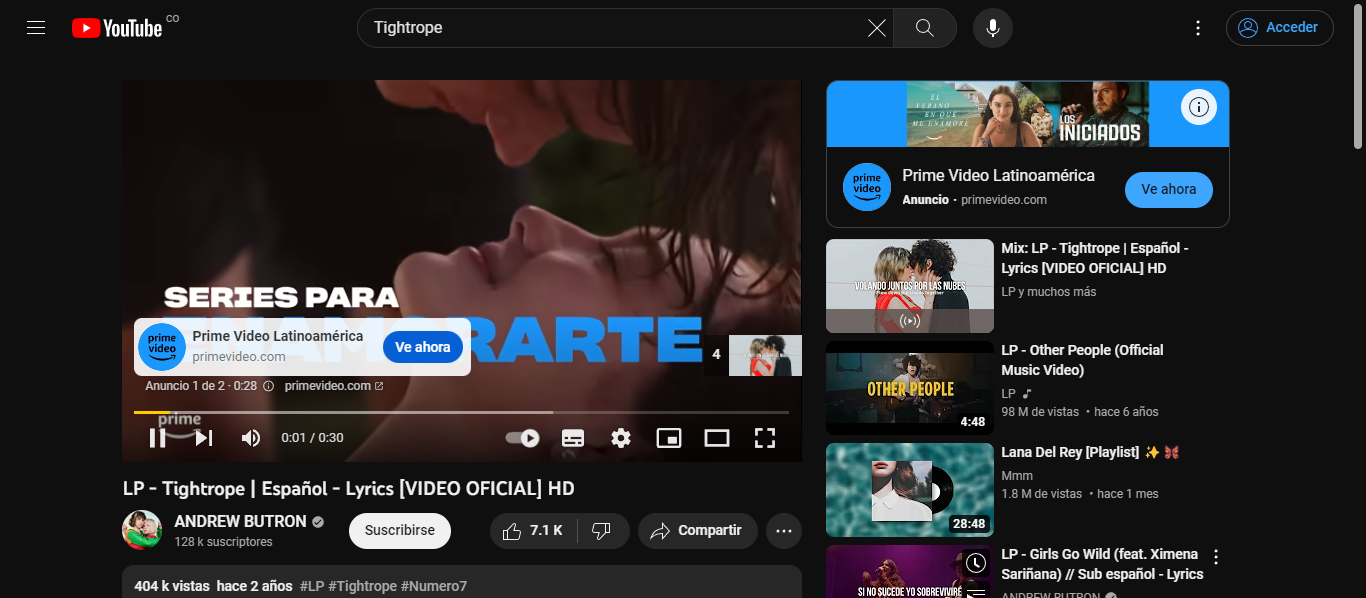 YouTube CO
Tightrope
Acceder
SERIES PARA
ENAMORARTE
prime video
Prime Video Latinoamérica
primevideo.com
Ve ahora
4
Anuncio 1 de 2 · 0:28
primevideo.com
prime
0:01 / 0:30
LP - Tightrope | Español - Lyrics [VIDEO OFICIAL] HD
ANDREW BUTRON
128 k suscriptores
Suscribirse
7.1 K
Compartir
404 k vistas hace 2 años #LP #Tightrope #Numero7
EL
VERANO
EN QUE
ME ENAMORÉ
LOS
INICIADOS
prime
video
Prime Video Latinoamérica
Anuncio · primevideo.com
Ve ahora
VOLANDO JUNTOS POR LAS NUBES
Mix: LP - Tightrope | Español -
Lyrics [VIDEO OFICIAL] HD
LP y muchos más
OTHER PEOPLE
4:48
LP - Other People (Official
Music Video)
LP
98 M de vistas · hace 6 años
28:48
Lana Del Rey [Playlist] ✨ 🦋
Mmm
1.8 M de vistas · hace 1 mes
SI NO SUCEDE YO SOBREVIVIRÉ
LP - Girls Go Wild (feat. Ximena
Sariñana) // Sub español - Lyrics
ANDREW BUTRON